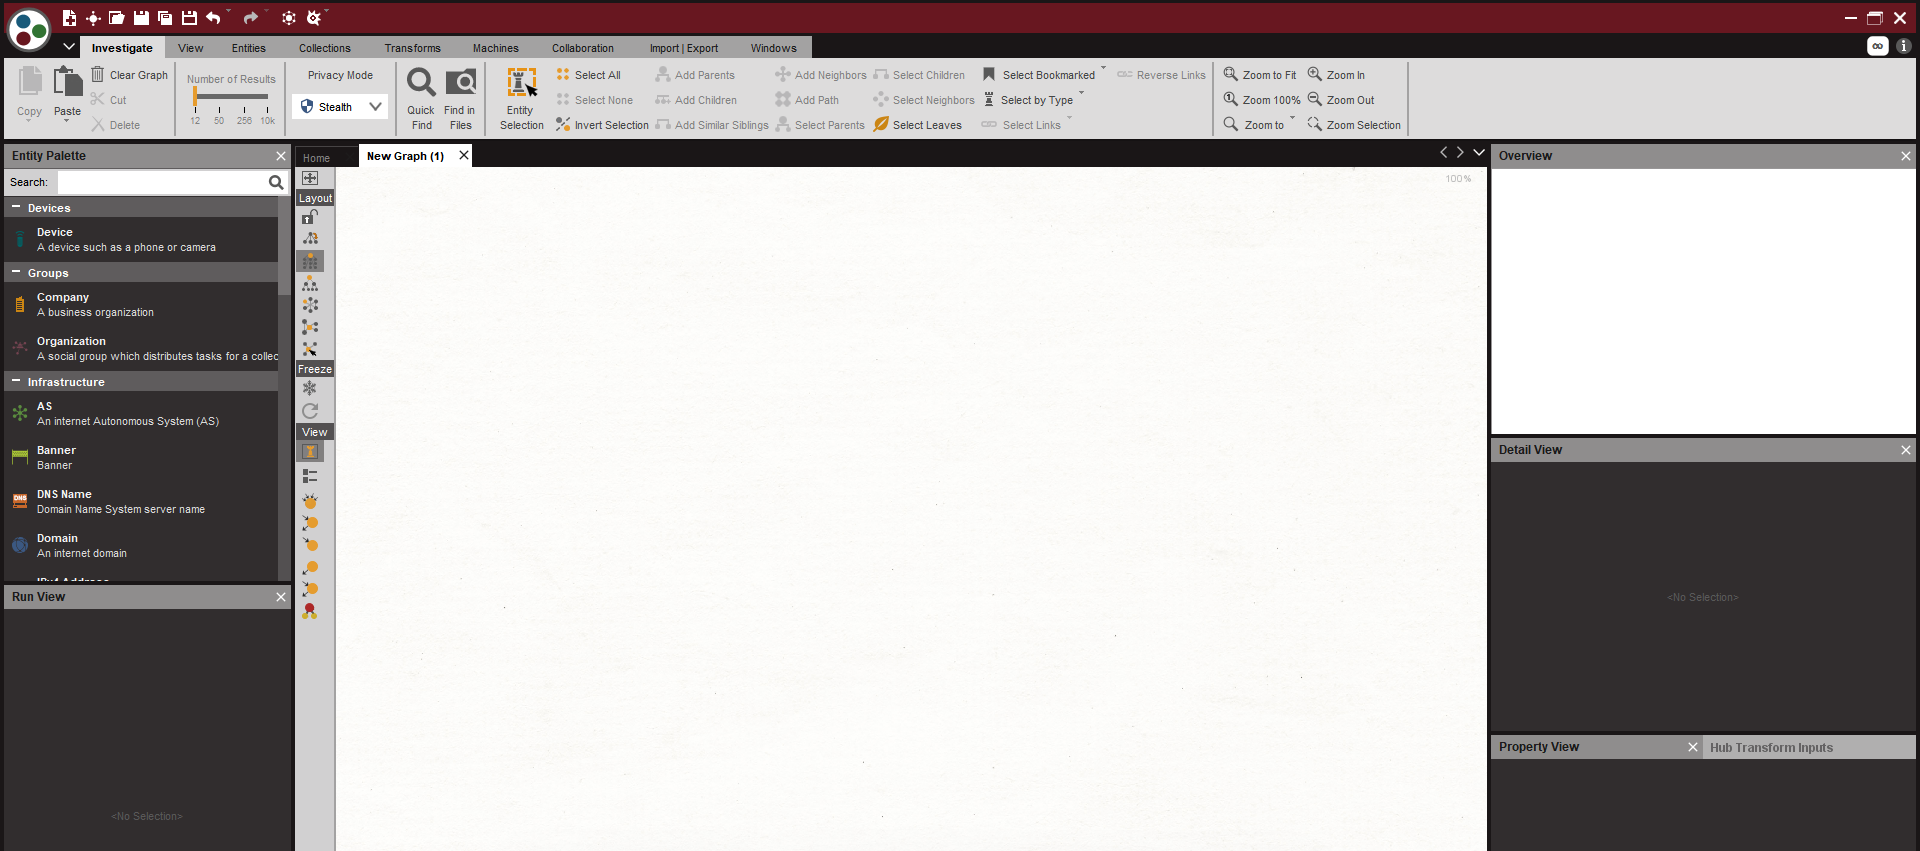 Investigate View Entities Collections Transforms Machines Collaboration Import | Export Windows
Copy
Paste
Clear Graph
Cut
Delete
Number of Results
12 50 256 10k
Privacy Mode
Stealth
Quick
Find
Find in
Files
Entity
Selection
Select All
Select None
Invert Selection
Add Parents
Add Children
Add Similar Siblings
Add Neighbors
Add Path
Select Parents
Select Children
Select Neighbors
Select Leaves
Select Bookmarked
Select by Type
Select Links
Reverse Links
Zoom to Fit
Zoom 100%
Zoom to
Zoom In
Zoom Out
Zoom Selection
Entity Palette
Search:
Devices
Device
A device such as a phone or camera
Groups
Company
A business organization
Organization
A social group which distributes tasks for a collec
Infrastructure
AS
An internet Autonomous System (AS)
Banner
Banner
DNS
DNS Name
Domain Name System server name
Domain
An internet domain
IPv4 Address
Run View
<No Selection>
Home
New Graph (1)
Layout
Freeze
View
100%
Overview
Detail View
<No Selection>
Property View
Hub Transform Inputs